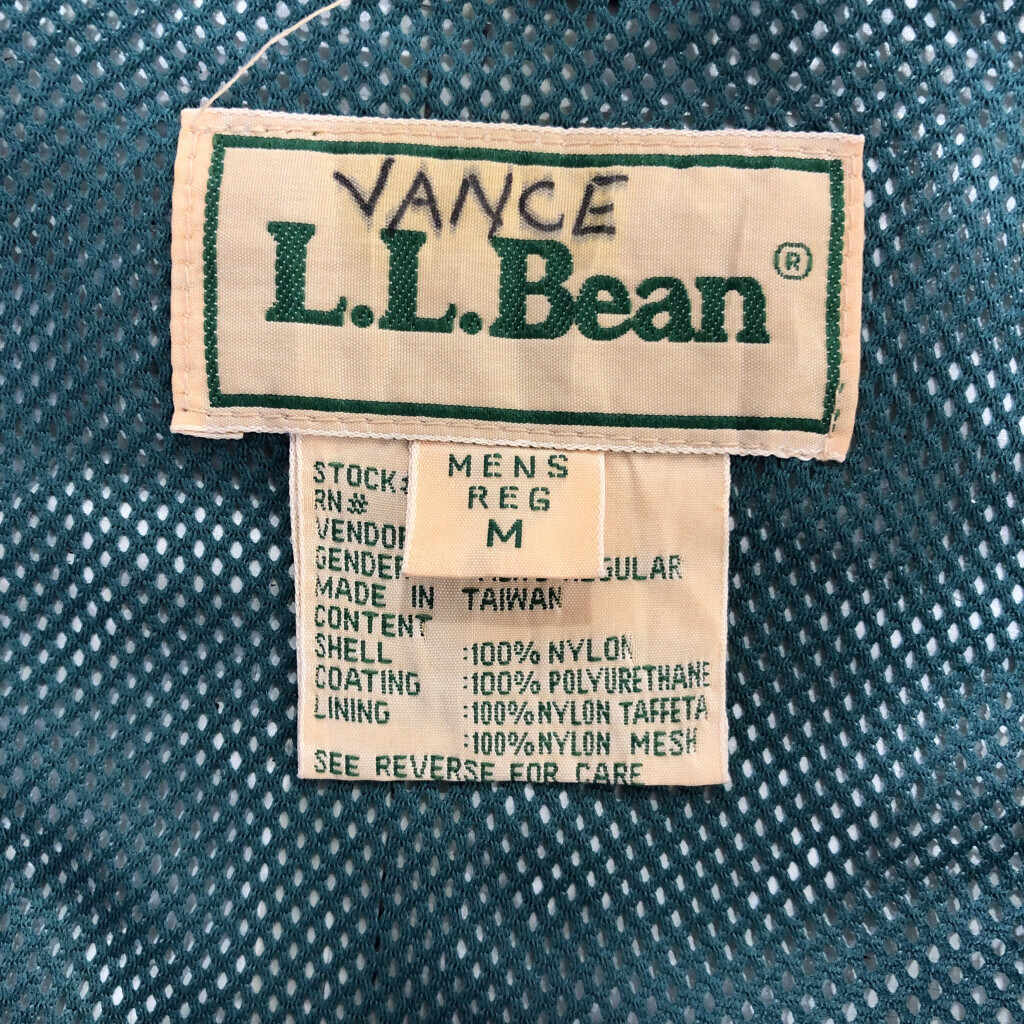 VANCE
L.L.Bean®
MENS
REG
M
STOCK#
RN#
VENDOR
GENDER REGULAR
MADE IN TAIWAN
CONTENT
SHELL :100% NYLON
COATING :100% POLYURETHANE
LINING :100% NYLON TAFFETA
:100% NYLON MESH
SEE REVERSE FOR CARE